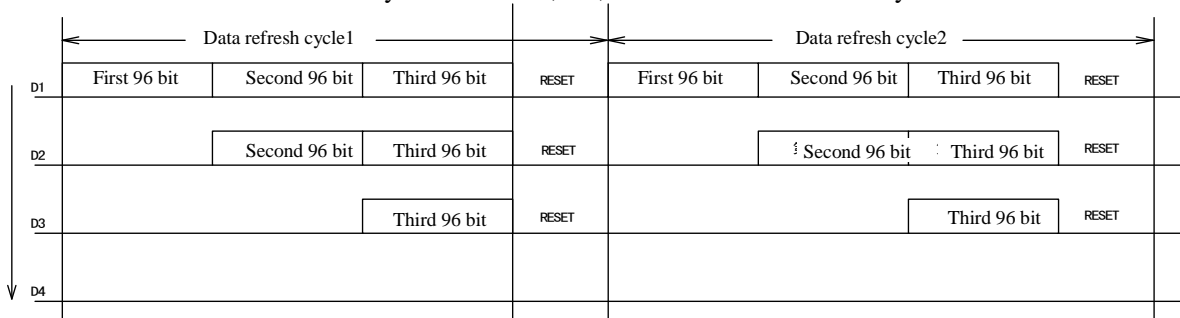 Data refresh cycle1 Data refresh cycle2
D1 First 96 bit Second 96 bit Third 96 bit RESET First 96 bit Second 96 bit Third 96 bit RESET
D2 Second 96 bit Third 96 bit RESET Second 96 bit Third 96 bit RESET
D3 Third 96 bit RESET Third 96 bit RESET
D4